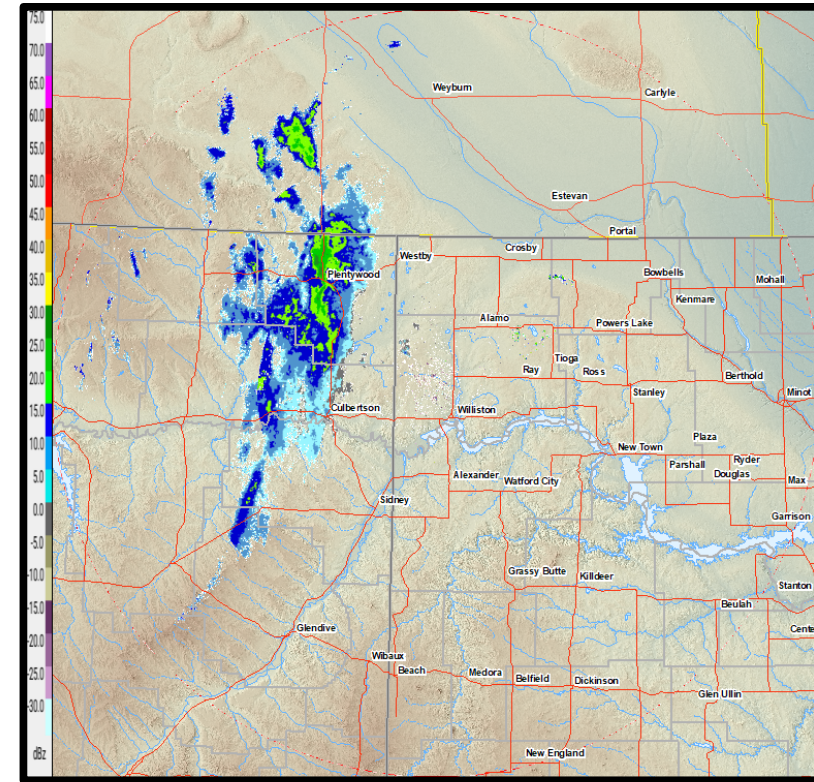 75.0
70.0
65.0
60.0
55.0
50.0
45.0
40.0
35.0
30.0
25.0
20.0
15.0
10.0
5.0
0.0
-5.0
-10.0
-15.0
-20.0
-25.0
-30.0
dBz
Weyburn
Carlyle
Estevan
Portal
Westby
Crosby
Plentywood
Bowbells
Mohall
Kenmare
Alamo
Powers Lake
Tioga
Ray
Ross
Berthold
Culbertson
Williston
Stanley
Minot
New Town
Plaza
Ryder
Parshall
Douglas
Max
Alexander
Watford City
Sidney
Garrison
Grassy Butte
Killdeer
Stanton
Beulah
Glendive
Cente
Wibaux
Beach
Medora
Belfield
Dickinson
Glen Ullin
New England